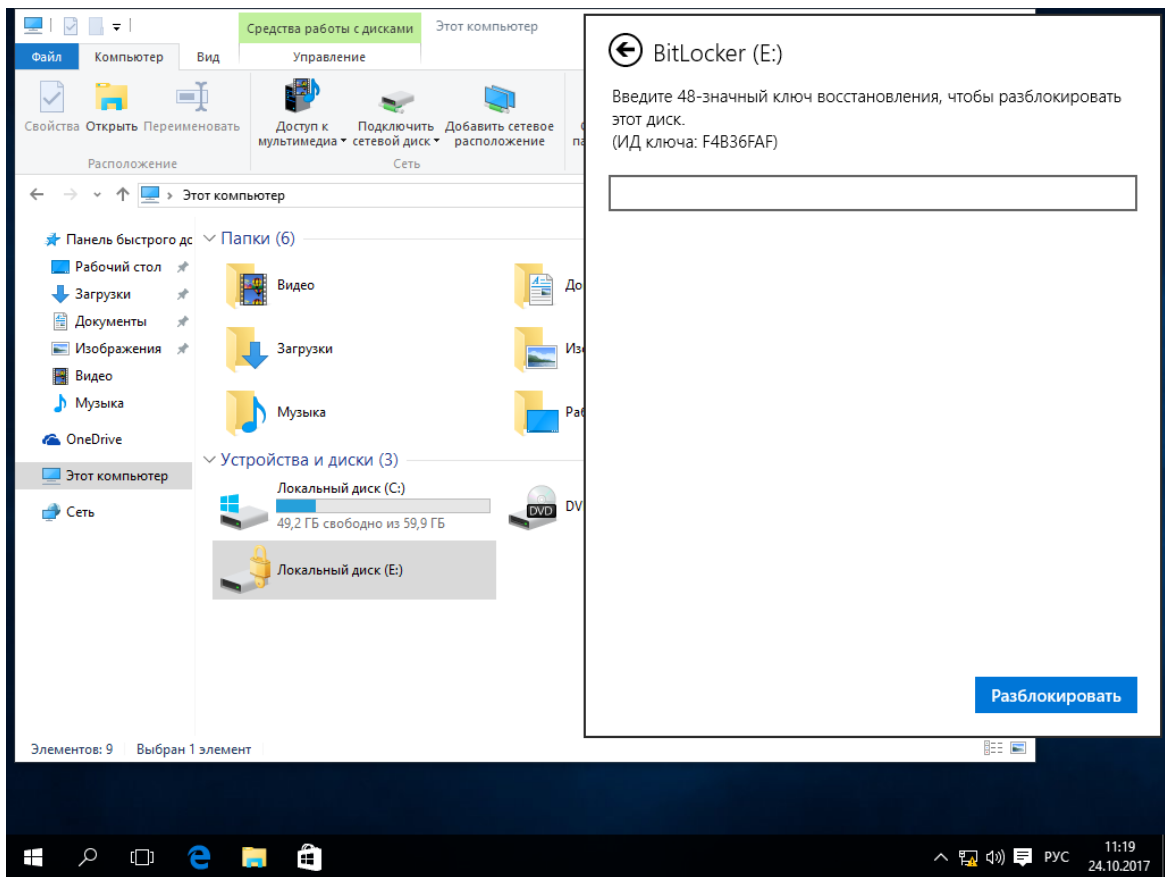 Средства работы с дисками
Этот компьютер
Файл
Компьютер
Вид
Управление
Свойства
Открыть
Переименовать
Доступ к мультимедиа
Подключить сетевой диск
Добавить сетевое расположение
Расположение
Сеть
Этот компьютер
Панель быстрого
Рабочий стол
Загрузки
Документы
Изображения
Видео
Музыка
OneDrive
Этот компьютер
Сеть
Папки (6)
Видео
Загрузки
Музыка
Устройства и диски (3)
Локальный диск (C:)
49,2 ГБ свободно из 59,9 ГБ
DVD
Локальный диск (E:)
Элементов: 9
Выбран 1 элемент
BitLocker (E:)
Введите 48-значный ключ восстановления, чтобы разблокировать
этот диск.
(ИД ключа: F4B36FAF)
Разблокировать
РУС
11:19
24.10.2017